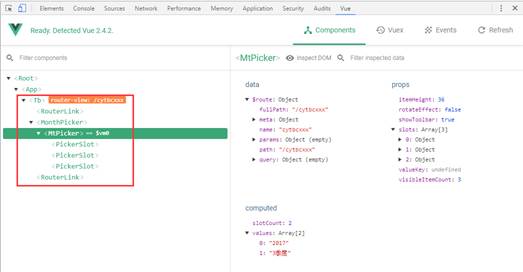 Elements Console Sources Network Performance Memory Application Security Audits Vue
Ready. Detected Vue 2.4.2.
Components Vuex Events Refresh
Filter components
<MtPicker> Inspect DOM Filter inspected data
<Root>
<App>
<Tb> router-view: /cytbcxxx
<RouterLink>
<MonthPicker>
<MtPicker> == $vm0
<PickerSlot>
<PickerSlot>
<PickerSlot>
<RouterLink>
data
$route: Object
fullPath: "/cytbcxxx"
meta: Object
name: "cytbcxxx"
params: Object (empty)
path: "/cytbcxxx"
query: Object (empty)
computed
slotCount: 2
values: Array[2]
0: "2017"
1: "3季度"
props
itemHeight: 36
rotateEffect: false
showToolbar: true
slots: Array[3]
0: Object
1: Object
2: Object
valueKey: undefined
visibleItemCount: 3